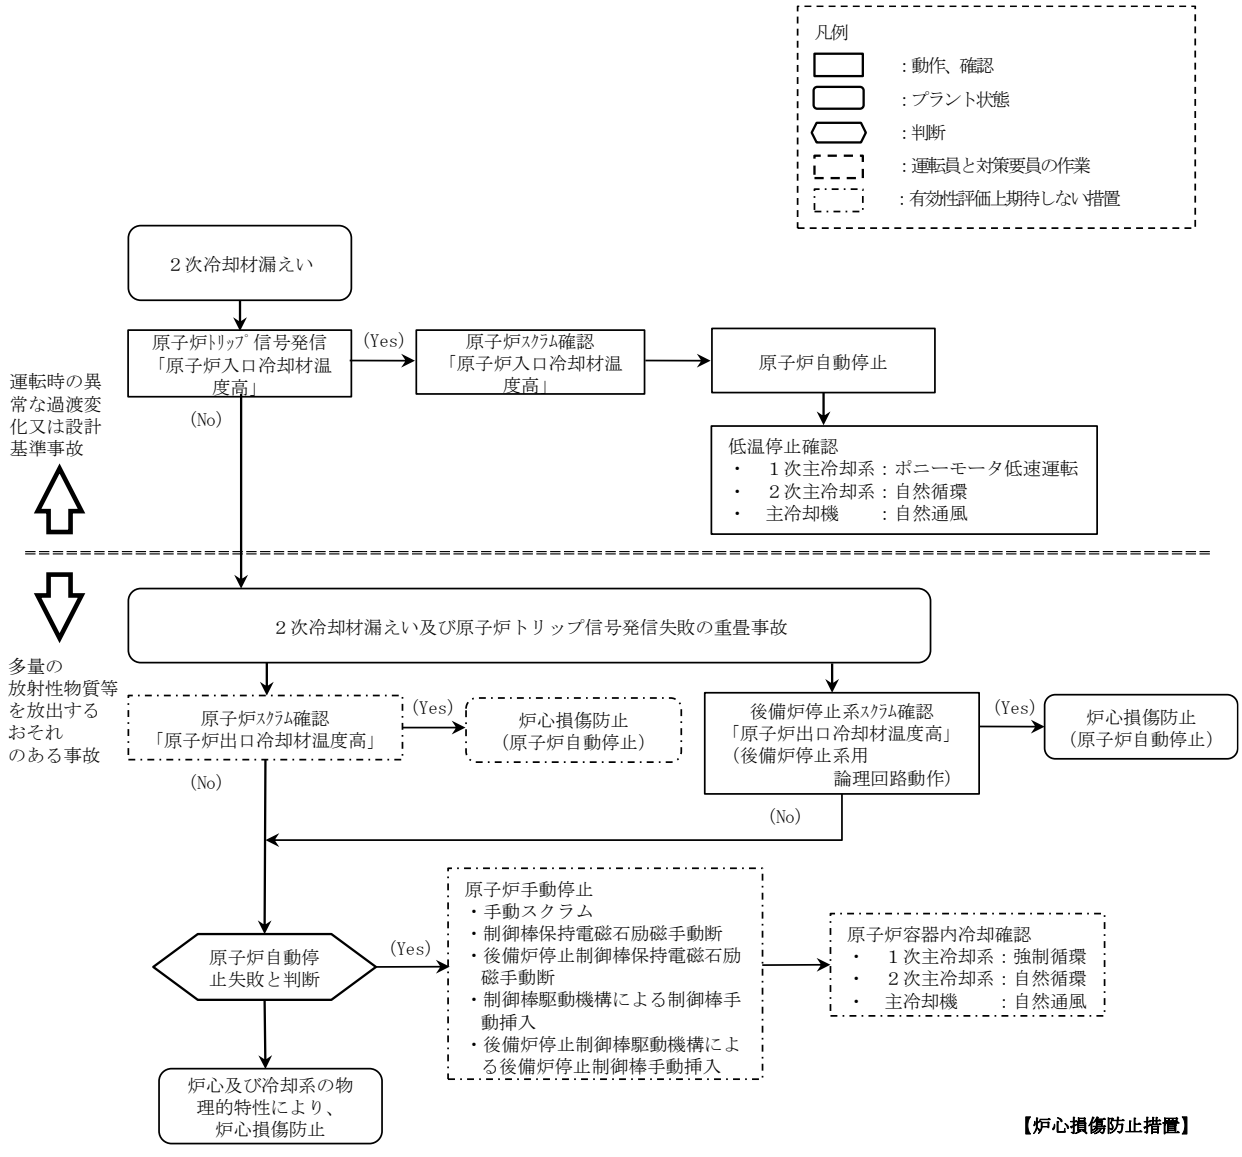 凡例
：動作、確認
：プラント状態
：判断
：運転員と対策要員の作業
：有効性評価上期待しない措置
２次冷却材漏えい
原子炉ﾄﾘｯﾌﾟ信号発信
「原子炉入口冷却材温
度高」
(Yes)
原子炉ｽｸﾗﾑ確認
「原子炉入口冷却材温
度高」
原子炉自動停止
(No)
低温停止確認
・　１次主冷却系：ポニーモータ低速運転
・　２次主冷却系：自然循環
・　主冷却機　　：自然通風
運転時の異
常な過渡変
化又は設計
基準事故
多量の
放射性物質等
を放出する
おそれ
のある事故
２次冷却材漏えい及び原子炉トリップ信号発信失敗の重畳事故
原子炉ｽｸﾗﾑ確認
「原子炉出口冷却材温度高」
(Yes)
炉心損傷防止
（原子炉自動停止）
後備炉停止系ｽｸﾗﾑ確認
「原子炉出口冷却材温度高」
（後備炉停止系用
論理回路動作）
(Yes)
炉心損傷防止
（原子炉自動停止）
(No)
(No)
原子炉自動停
止失敗と判断
(Yes)
原子炉手動停止
・手動スクラム
・制御棒保持電磁石励磁手動断
・後備炉停止制御棒保持電磁石励
磁手動断
・制御棒駆動機構による制御棒手
動挿入
・後備炉停止制御棒駆動機構によ
る後備炉停止制御棒手動挿入
原子炉容器内冷却確認
・　１次主冷却系：強制循環
・　２次主冷却系：自然循環
・　主冷却機　　：自然通風
炉心及び冷却系の物
理的特性により、
炉心損傷防止
【炉心損傷防止措置】